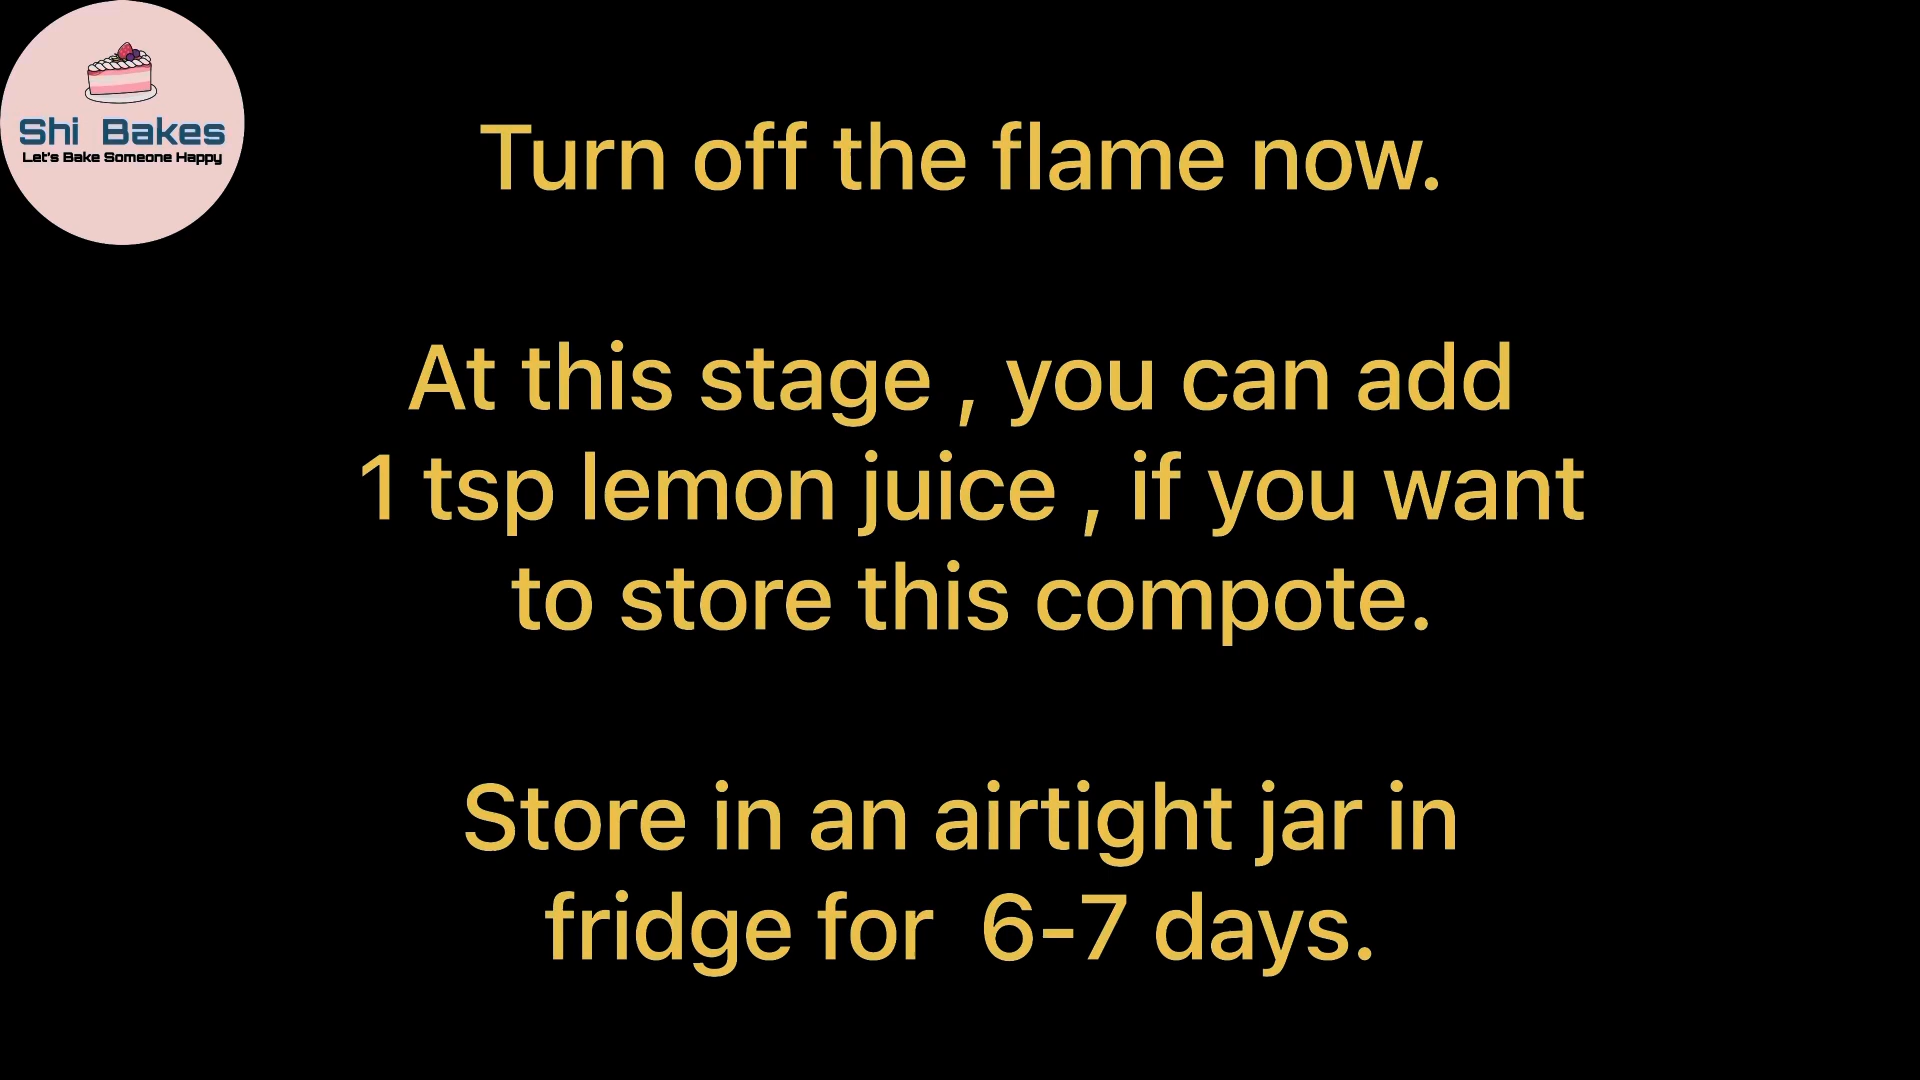 Shi Bakes
Let's Bake Someone Happy
Turn off the flame now.
At this stage , you can add
1 tsp lemon juice , if you want
to store this compote.
Store in an airtight jar in
fridge for  6-7 days.